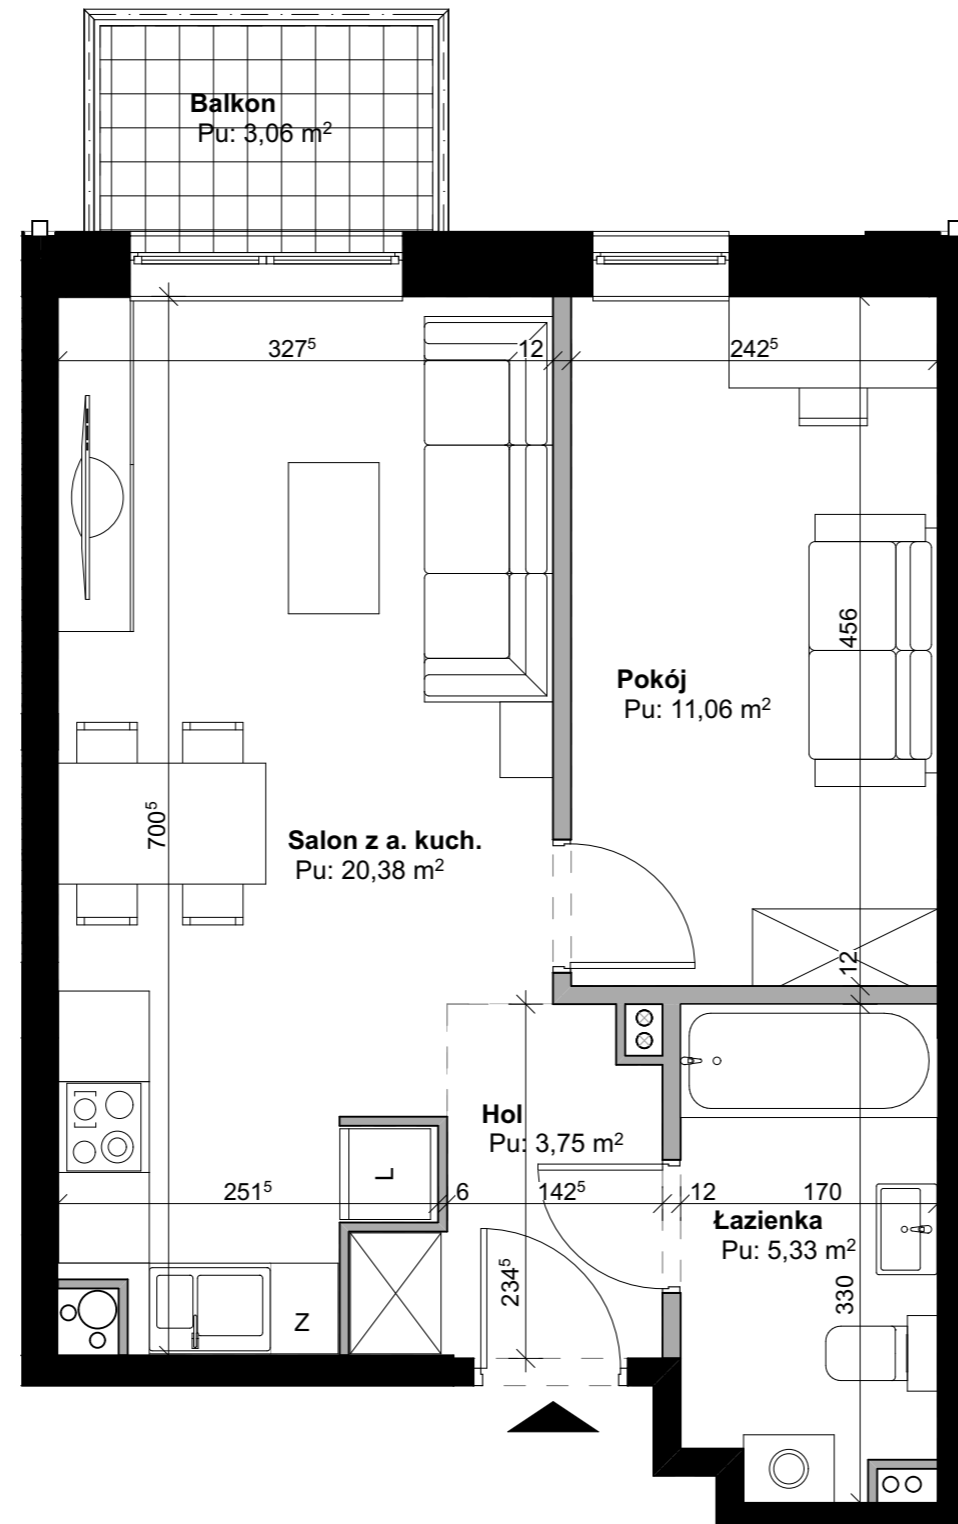 Balkon
Pu: 3,06 m²
327⁵
12
242⁵
456
Pokój
Pu: 11,06 m²
700⁵
Salon z a. kuch.
Pu: 20,38 m²
12
Hol
Pu: 3,75 m²
L
251⁵
6
142⁵
12
170
Łazienka
Pu: 5,33 m²
234⁵
330
Z